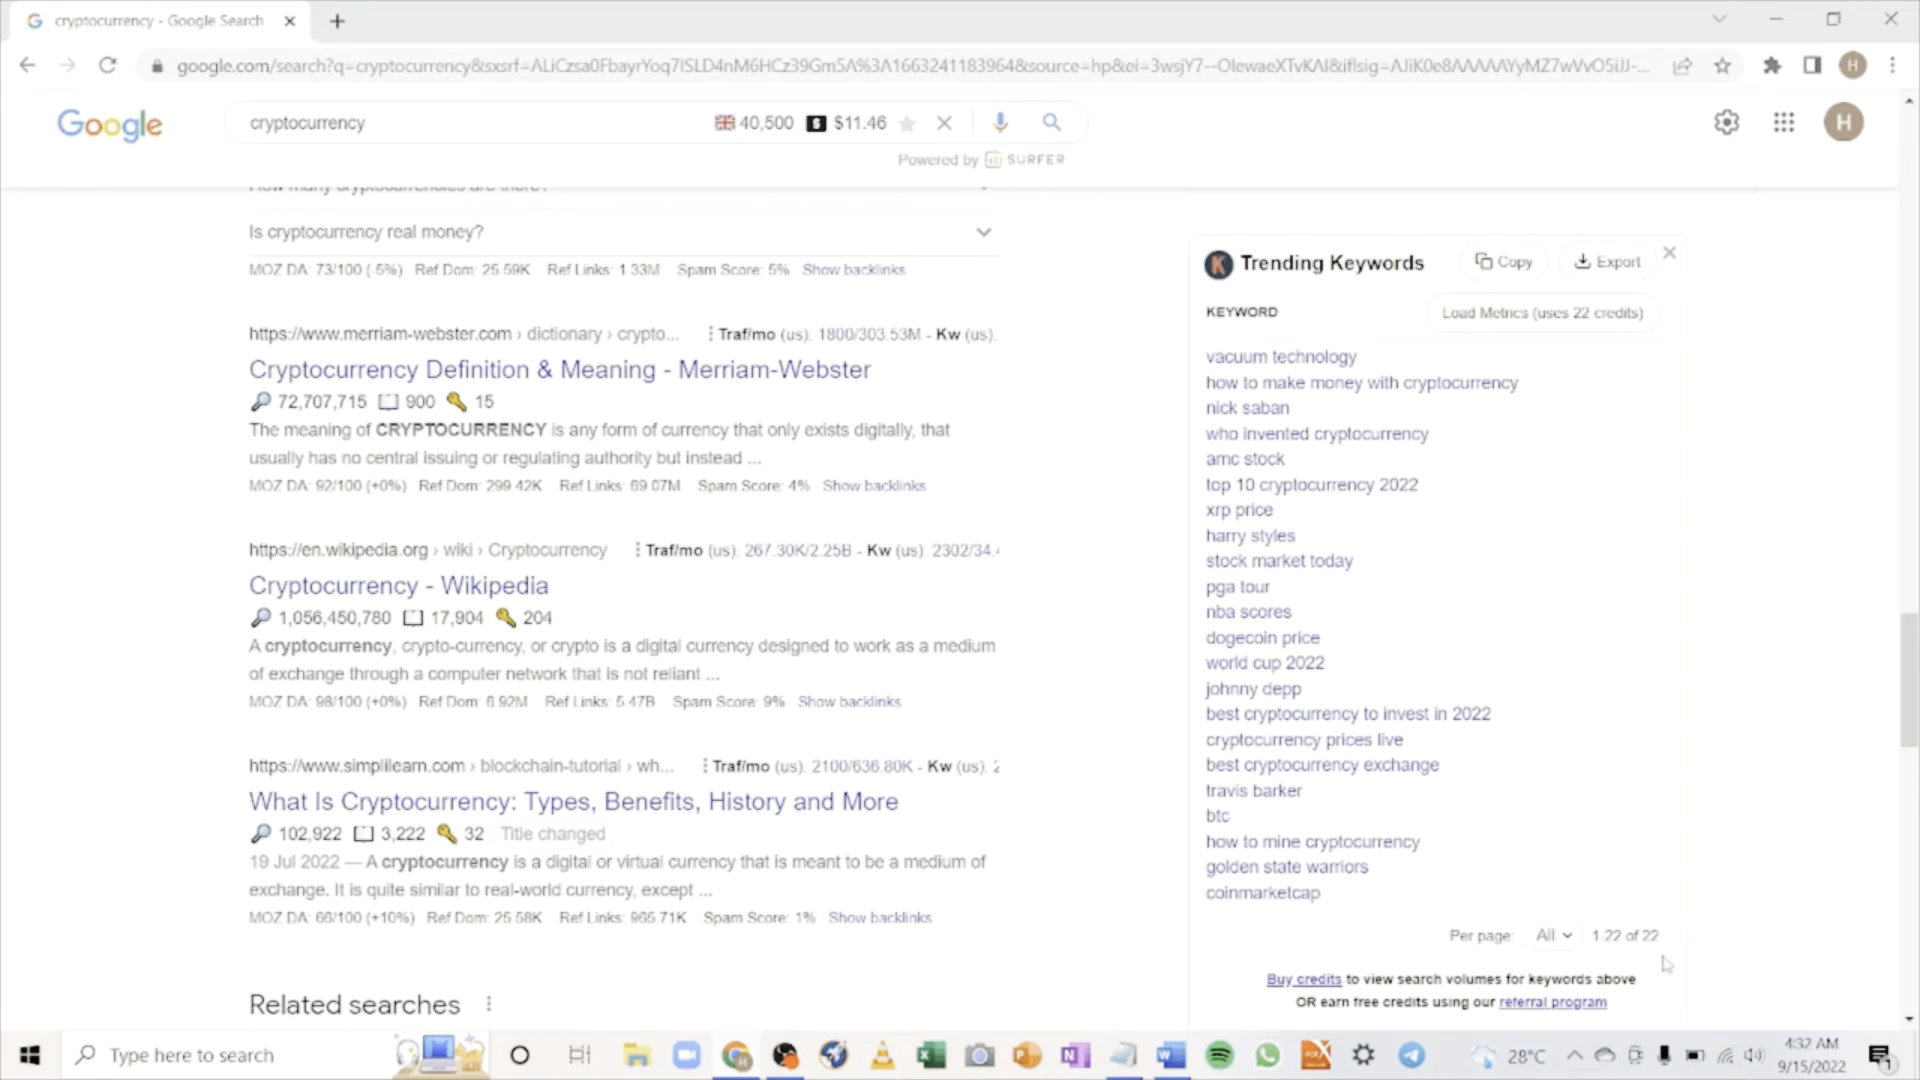 cryptocurrency - Google Search
google.com/search?q=cryptocurrency&sxsrf=
Google
cryptocurrency
40,500 $ $11.46
H
Powered by SURFER
How many cryptocurrencies are there?
Is cryptocurrency real money?
MOZ DA: 73/100 (-5%) Ref Dom: 25.59K Ref Links: 1.33M Spam Score: 5% Show backlinks
https://www.merriam-webster.com › dictionary › crypto... Traf/mo (us): 1800/303.53M - Kw (us):
Cryptocurrency Definition & Meaning - Merriam-Webster
72,707,715 900 15
The meaning of CRYPTOCURRENCY is any form of currency that only exists digitally, that
usually has no central issuing or regulating authority but instead ...
MOZ DA: 92/100 (+0%) Ref Dom: 299.42K Ref Links: 69.07M Spam Score: 4% Show backlinks
https://en.wikipedia.org › wiki › Cryptocurrency Traf/mo (us): 267.30K/2.25B - Kw (us): 2302/34.
Cryptocurrency - Wikipedia
1,056,450,780 17,904 204
A cryptocurrency, crypto-currency, or crypto is a digital currency designed to work as a medium
of exchange through a computer network that is not reliant ...
MOZ DA: 98/100 (+0%) Ref Dom: 6.92M Ref Links: 5.47B Spam Score: 9% Show backlinks
https://www.simplilearn.com › blockchain-tutorial › wh... Traf/mo (us): 2100/636.80K - Kw (us):
What Is Cryptocurrency: Types, Benefits, History and More
102,922 3,222 32 Title changed
19 Jul 2022 — A cryptocurrency is a digital or virtual currency that is meant to be a medium of
exchange. It is quite similar to real-world currency, except ...
MOZ DA: 66/100 (+10%) Ref Dom: 25.58K Ref Links: 965.71K Spam Score: 1% Show backlinks
Related searches
K Trending Keywords Copy Export
KEYWORD Load Metrics (uses 22 credits)
vacuum technology
how to make money with cryptocurrency
nick saban
who invented cryptocurrency
amc stock
top 10 cryptocurrency 2022
xrp price
harry styles
stock market today
pga tour
nba scores
dogecoin price
world cup 2022
johnny depp
best cryptocurrency to invest in 2022
cryptocurrency prices live
best cryptocurrency exchange
travis barker
btc
how to mine cryptocurrency
golden state warriors
coinmarketcap
Per page: All 1-22 of 22
Buy credits to view search volumes for keywords above
OR earn free credits using our referral program
Type here to search
28°C
4:32 AM
9/15/2022
1